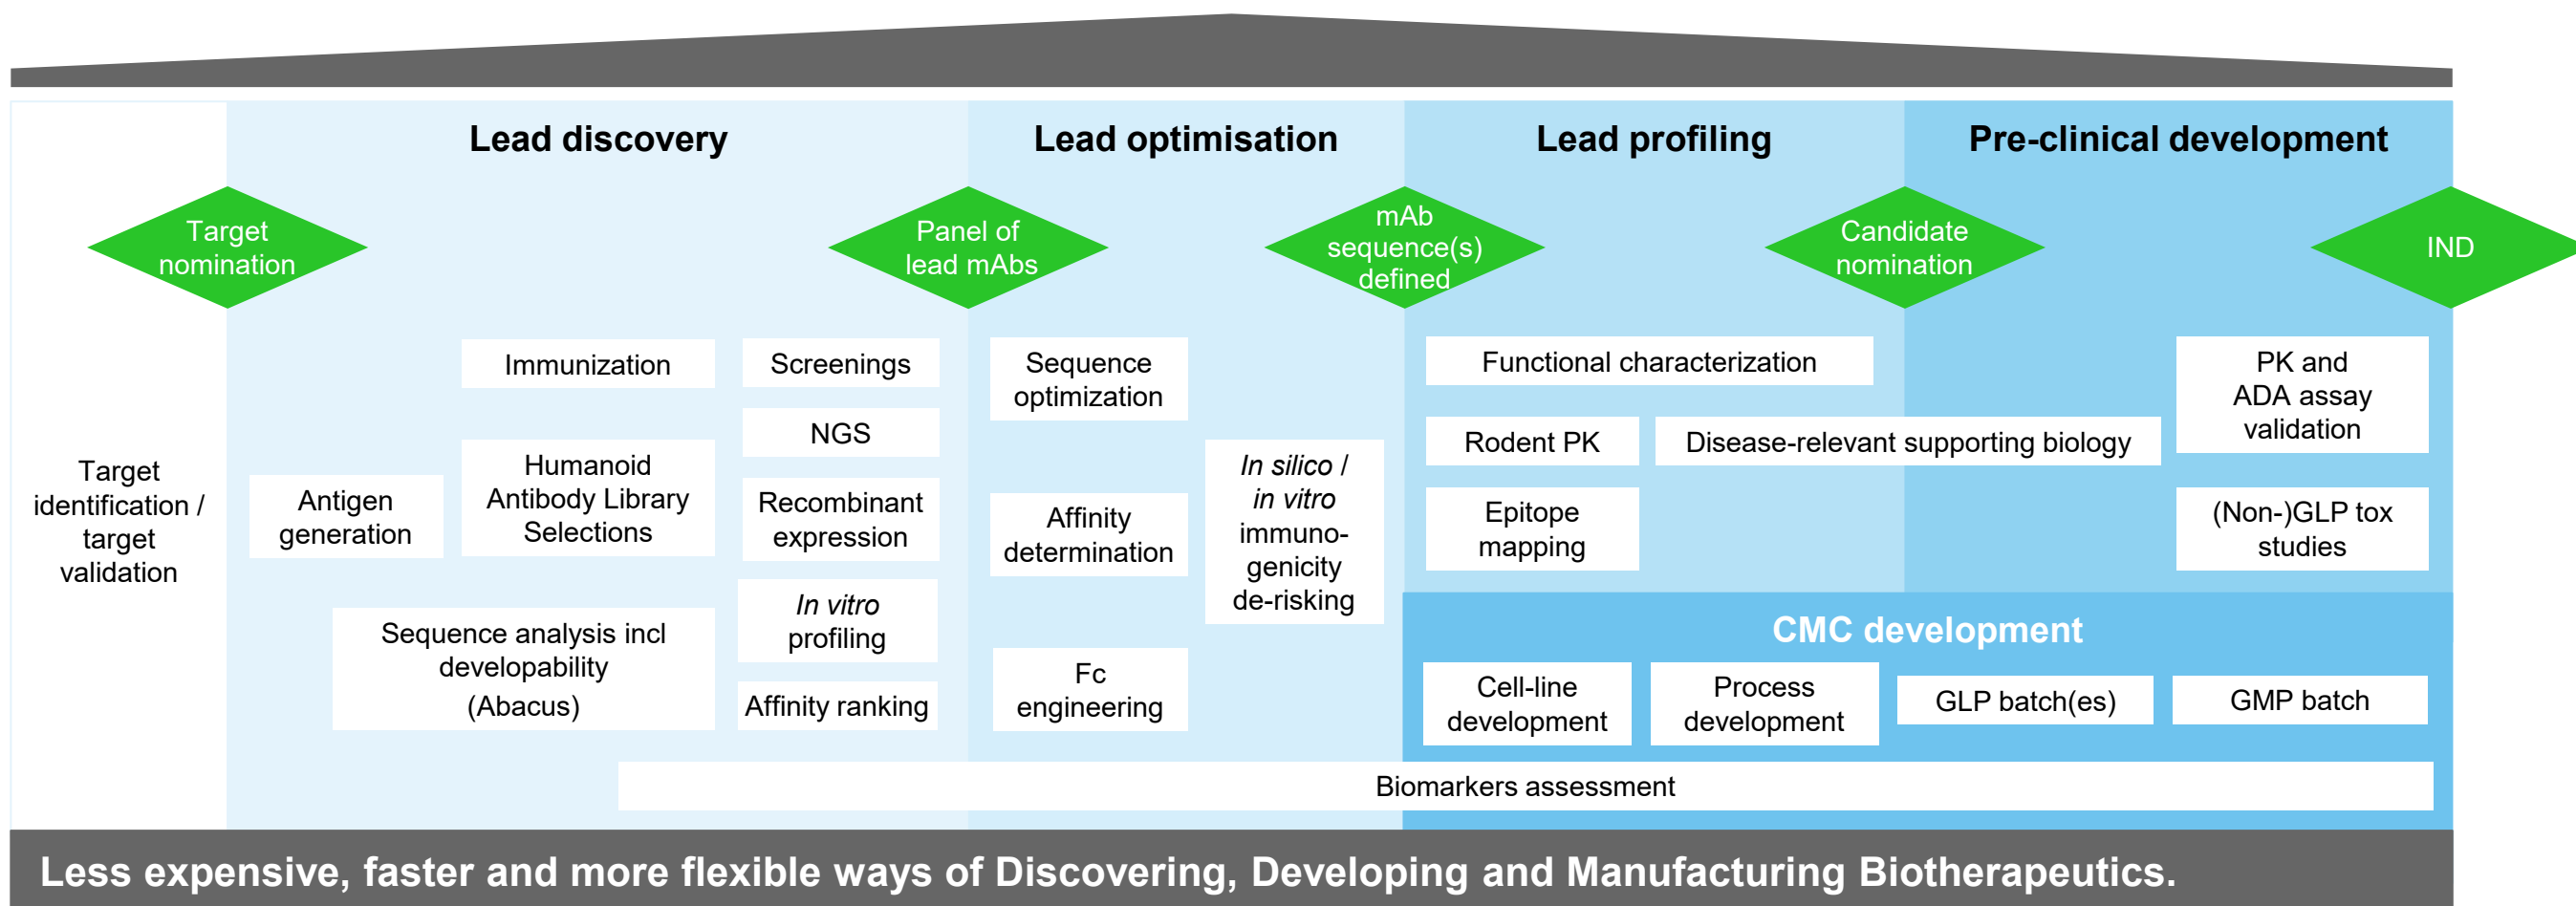 Lead discovery
Lead optimisation
Lead profiling
Pre-clinical development
Target
nomination
Panel of
lead mAbs
mAb
sequence(s)
defined
Candidate
nomination
IND
Target
identification /
target
validation
Antigen
generation
Immunization
Humanoid
Antibody Library
Selections
Sequence analysis incl
developability
(Abacus)
Screenings
NGS
Recombinant
expression
In vitro
profiling
Affinity ranking
Sequence
optimization
Affinity
determination
Fc
engineering
In silico /
in vitro
immuno-
genicity
de-risking
Functional characterization
Rodent PK
Disease-relevant supporting biology
Epitope
mapping
PK and
ADA assay
validation
(Non-)GLP tox
studies
CMC development
Cell-line
development
Process
development
GLP batch(es)
GMP batch
Biomarkers assessment
Less expensive, faster and more flexible ways of Discovering, Developing and Manufacturing Biotherapeutics.